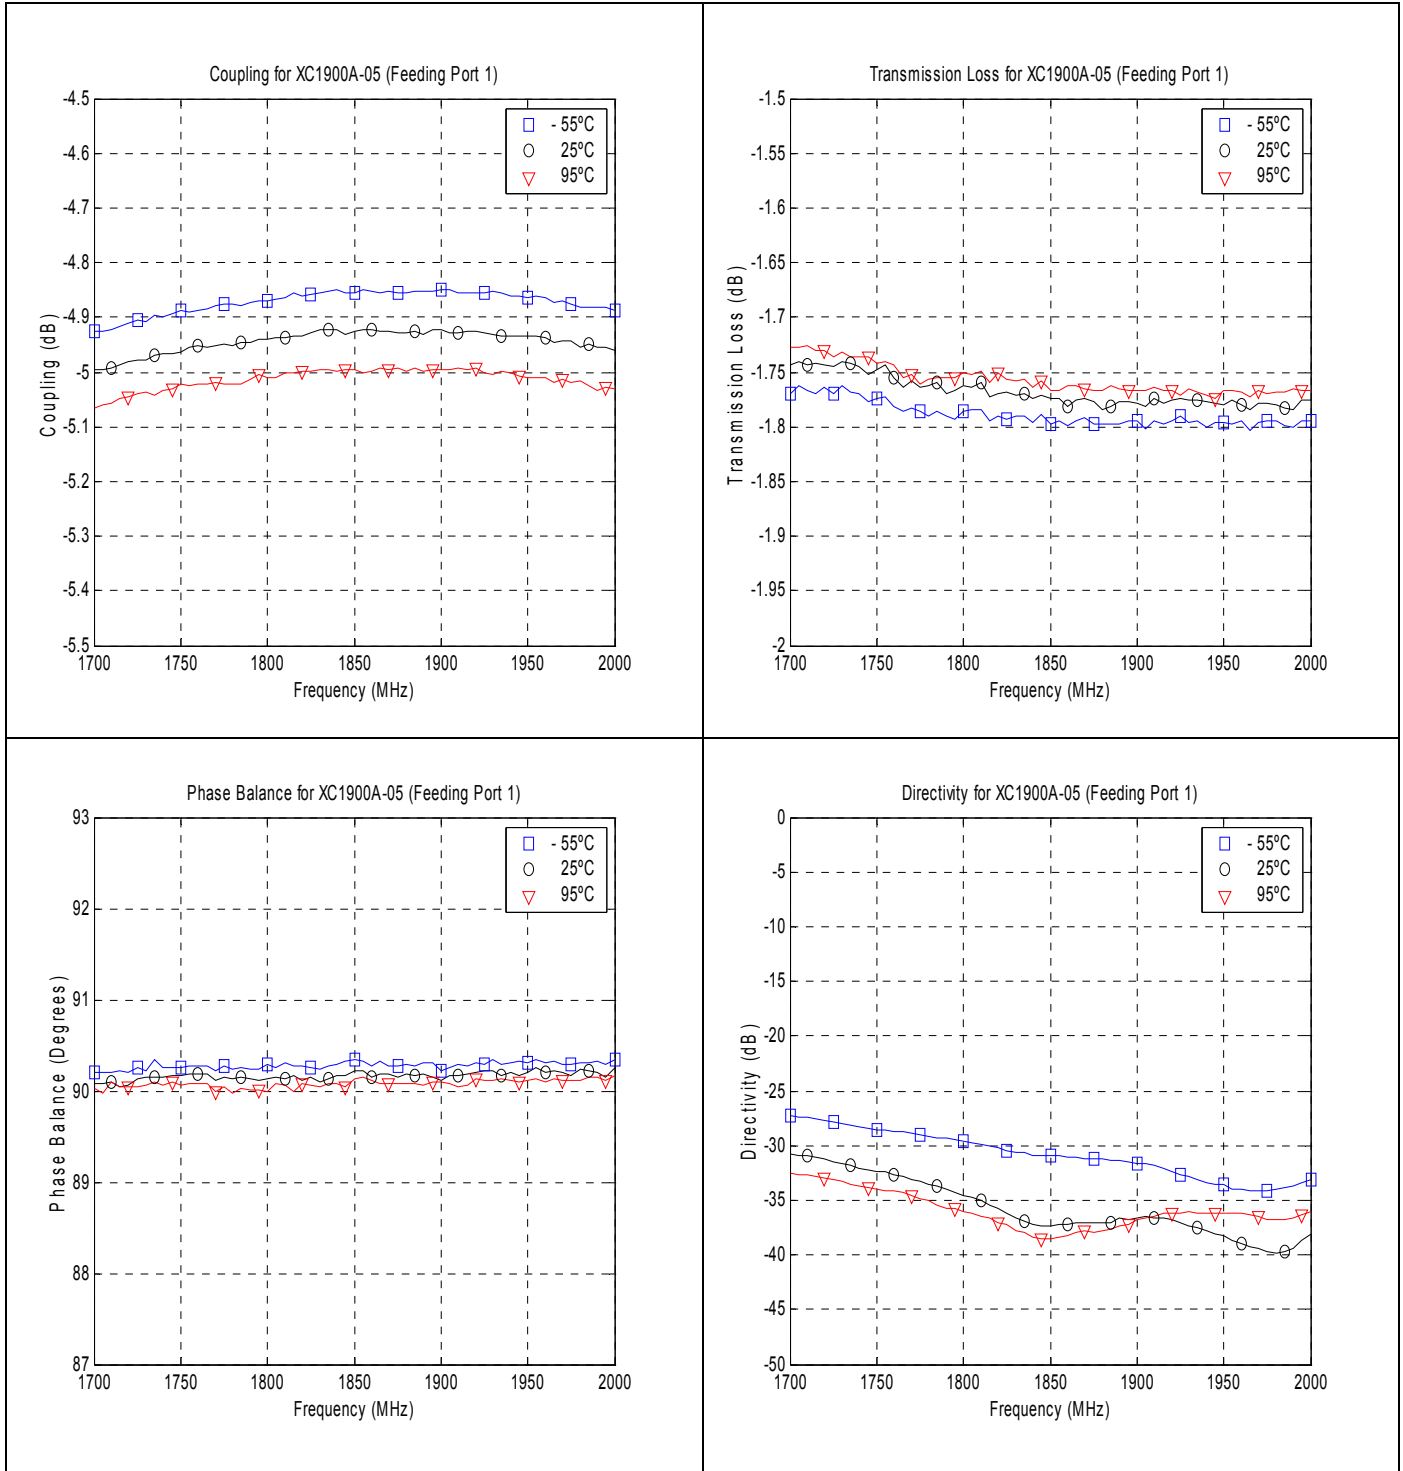 Coupling for XC1900A-05 (Feeding Port 1)
-4.5
-4.6
-4.7
-4.8
-4.9
-5
-5.1
-5.2
-5.3
-5.4
-5.5
Coupling (dB)
- 55ºC
25ºC
95ºC
1700 1750 1800 1850 1900 1950 2000
Frequency (MHz)
Transmission Loss for XC1900A-05 (Feeding Port 1)
-1.5
-1.55
-1.6
-1.65
-1.7
-1.75
-1.8
-1.85
-1.9
-1.95
-2
Transmission Loss (dB)
- 55ºC
25ºC
95ºC
1700 1750 1800 1850 1900 1950 2000
Frequency (MHz)
Phase Balance for XC1900A-05 (Feeding Port 1)
93
92
91
90
89
88
87
Phase Balance (Degrees)
- 55ºC
25ºC
95ºC
1700 1750 1800 1850 1900 1950 2000
Frequency (MHz)
Directivity for XC1900A-05 (Feeding Port 1)
0
-5
-10
-15
-20
-25
-30
-35
-40
-45
-50
Directivity (dB)
- 55ºC
25ºC
95ºC
1700 1750 1800 1850 1900 1950 2000
Frequency (MHz)